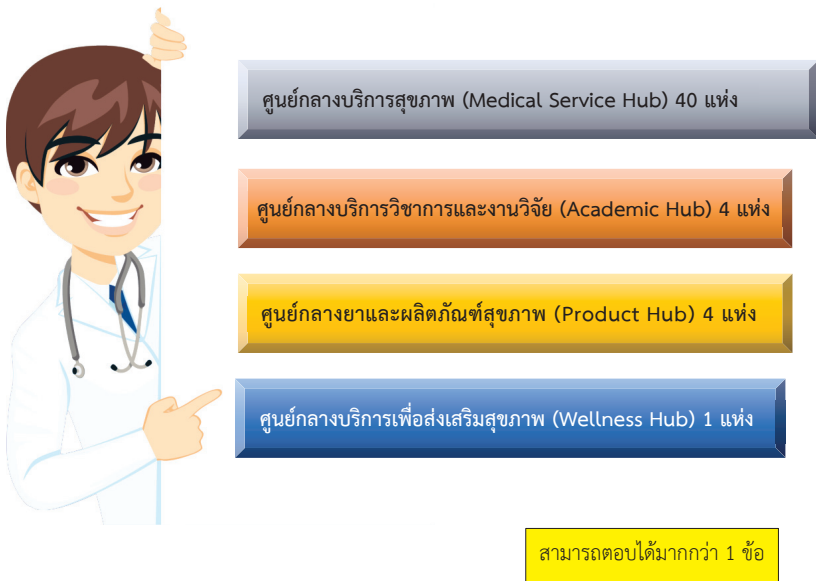 ศูนย์กลางบริการสุขภาพ (Medical Service Hub) 40 แห่ง
ศูนย์กลางบริการวิชาการและงานวิจัย (Academic Hub) 4 แห่ง
ศูนย์กลางยาและผลิตภัณฑ์สุขภาพ (Product Hub) 4 แห่ง
ศูนย์กลางบริการเพื่อส่งเสริมสุขภาพ (Wellness Hub) 1 แห่ง
สามารถตอบได้มากกว่า 1 ข้อ